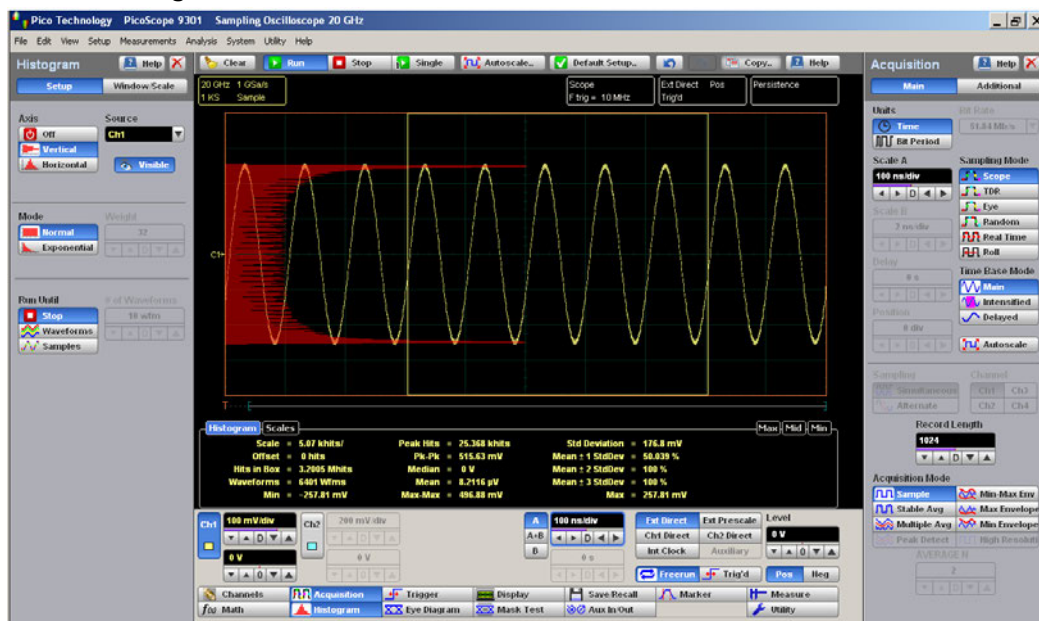 Pico Technology PicoScope 9301 Sampling Oscilloscope 20 GHz
File Edit View Setup Measurements Analysis System Utility Help
Histogram Help
Setup Window Scale
Axis Source
Off Ch1
Vertical
Horizontal Visible
Mode Weight
Normal 32
Exponential
Run Until # of Waveforms
Stop 10 wfm
Waveforms
Samples
Clear Run Stop Single Autoscale... Default Setup... Copy... Help
20 GHz 1 GSa/s
1 KS Sample
Scope
F trig = 10 MHz
Ext Direct Pos
Trig'd
Persistence
C1
T
Histogram Scales Max Mid Min
Scale = 5.07 khits/ Peak Hits = 25.368 khits Std Deviation = 176.8 mV
Offset = 0 hits Pk-Pk = 515.63 mV Mean ± 1 StdDev = 50.039 %
Hits in Box = 3.2005 Mhits Median = 0 V Mean ± 2 StdDev = 100 %
Waveforms = 6401 Wfms Mean = 8.2116 µV Mean ± 3 StdDev = 100 %
Min = -257.81 mV Max-Max = 496.88 mV Max = 257.81 mV
Ch1 100 mV/div Ch2 200 mV/div A 100 ns/div Ext Direct Ext Prescale Level
D D A+B D Ch1 Direct Ch2 Direct 0 V
0 V 0 V B 0 s Int Clock Auxiliary 0
0 0 D Freerun Trig'd Pos Neg
Channels Acquisition Trigger Display Save/Recall Marker Measure
f(x) Math Histogram Eye Diagram Mask Test Aux In/Out Utility
Acquisition Help
Main Additional
Units Bit Rate
Time 51.84 Mb/s
Bit Period
Scale A Sampling Mode
100 ns/div Scope
D TDR
Scale B Eye
2 ns/div Random
D Real Time
Delay Roll
0 s Time Base Mode
D Main
Position Intensified
0 div Delayed
D Autoscale
Sampling Channel
Simultaneous Ch1 Ch3
Alternate Ch2 Ch4
Record Length
1024
D
Acquisition Mode
Sample Min-Max Env
Stable Avg Max Envelope
Multiple Avg Min Envelope
Peak Detect High Resoluti
AVERAGE N
2
D